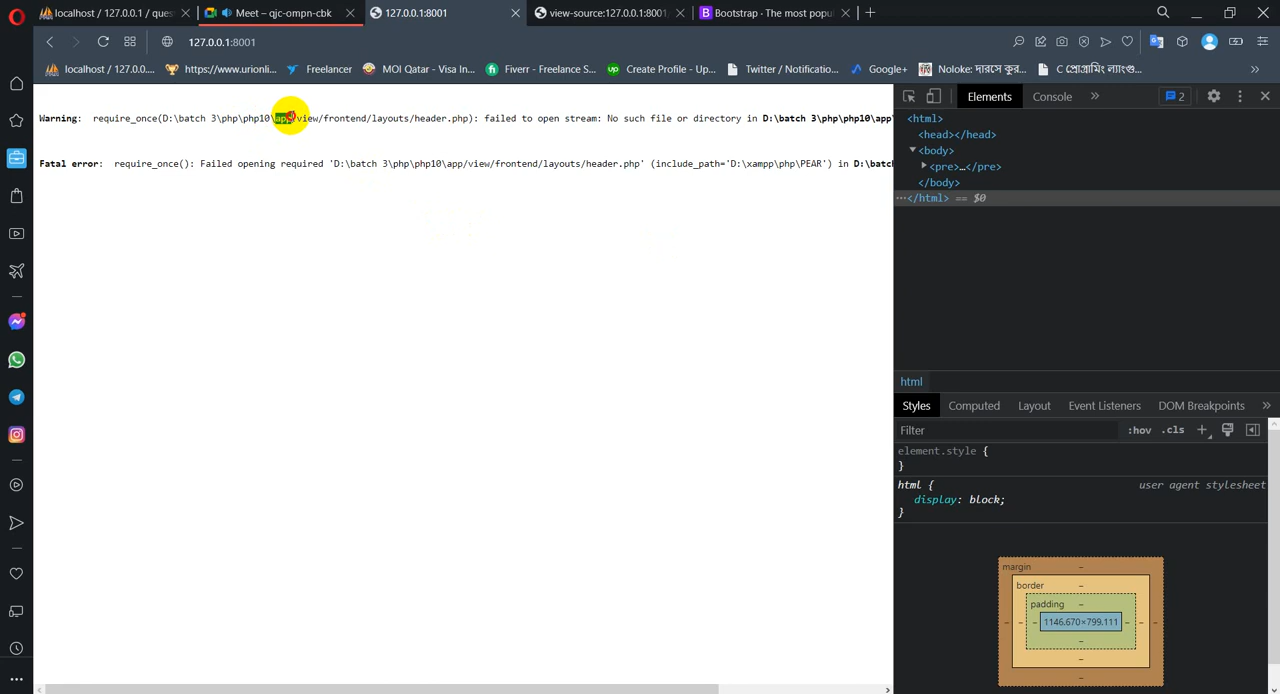 localhost / 127.0.0.1 / ques
Meet – qjc-ompn-cbk
127.0.0.1:8001
view-source:127.0.0.1:8001
Bootstrap · The most popu
127.0.0.1:8001
localhost / 127.0.0....
https://www.urionli...
Freelancer
MOI Qatar - Visa In...
Fiverr - Freelance S...
Create Profile - Up...
Twitter / Notificatio...
Google+
Noloke: দারসে কুর...
C প্রোগ্রামিং ল্যাংগু...
Warning: require_once(D:\batch 3\php\php10\app/view/frontend/layouts/header.php): failed to open stream: No such file or directory in D:\batch 3\php\php10\app
Fatal error: require_once(): Failed opening required 'D:\batch 3\php\php10\app/view/frontend/layouts/header.php' (include_path='D:\xampp\php\PEAR') in D:\batc
Elements
Console
2
<html>
<head></head>
<body>
<pre>…</pre>
</body>
</html> == $0
html
Styles
Computed
Layout
Event Listeners
DOM Breakpoints
Filter
:hov
.cls
element.style {
}
html {
user agent stylesheet
display: block;
}
margin
–
border
–
padding
–
– – – 1146.670×799.111 – – –
–
–
–